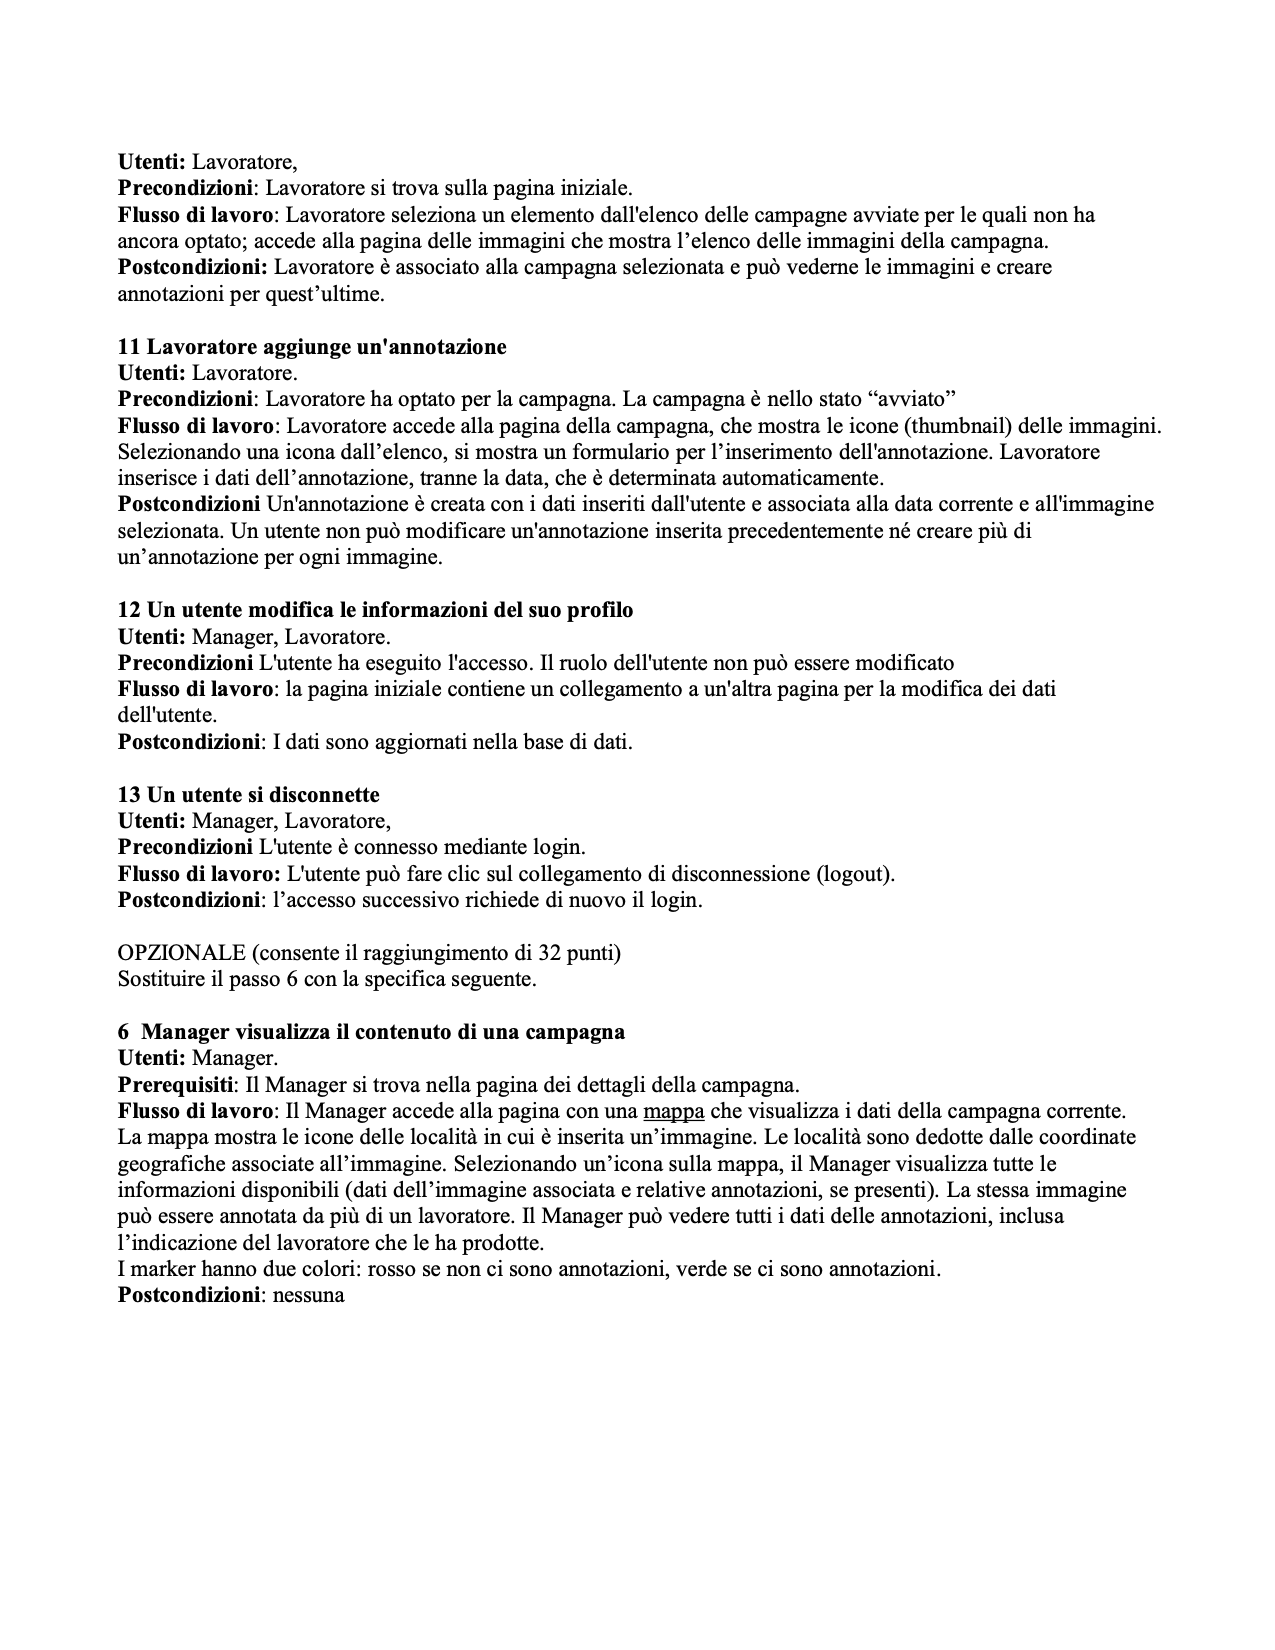 Utenti: Lavoratore,
Precondizioni: Lavoratore si trova sulla pagina iniziale.
Flusso di lavoro: Lavoratore seleziona un elemento dall'elenco delle campagne avviate per le quali non ha
ancora optato; accede alla pagina delle immagini che mostra l’elenco delle immagini della campagna.
Postcondizioni: Lavoratore è associato alla campagna selezionata e può vederne le immagini e creare
annotazioni per quest’ultime.
11 Lavoratore aggiunge un'annotazione
Utenti: Lavoratore.
Precondizioni: Lavoratore ha optato per la campagna. La campagna è nello stato “avviato”
Flusso di lavoro: Lavoratore accede alla pagina della campagna, che mostra le icone (thumbnail) delle immagini.
Selezionando una icona dall’elenco, si mostra un formulario per l’inserimento dell'annotazione. Lavoratore
inserisce i dati dell’annotazione, tranne la data, che è determinata automaticamente.
Postcondizioni Un'annotazione è creata con i dati inseriti dall'utente e associata alla data corrente e all'immagine
selezionata. Un utente non può modificare un'annotazione inserita precedentemente né creare più di
un’annotazione per ogni immagine.
12 Un utente modifica le informazioni del suo profilo
Utenti: Manager, Lavoratore.
Precondizioni L'utente ha eseguito l'accesso. Il ruolo dell'utente non può essere modificato
Flusso di lavoro: la pagina iniziale contiene un collegamento a un'altra pagina per la modifica dei dati
dell'utente.
Postcondizioni: I dati sono aggiornati nella base di dati.
13 Un utente si disconnette
Utenti: Manager, Lavoratore,
Precondizioni L'utente è connesso mediante login.
Flusso di lavoro: L'utente può fare clic sul collegamento di disconnessione (logout).
Postcondizioni: l’accesso successivo richiede di nuovo il login.
OPZIONALE (consente il raggiungimento di 32 punti)
Sostituire il passo 6 con la specifica seguente.
6 Manager visualizza il contenuto di una campagna
Utenti: Manager.
Prerequisiti: Il Manager si trova nella pagina dei dettagli della campagna.
Flusso di lavoro: Il Manager accede alla pagina con una mappa che visualizza i dati della campagna corrente.
La mappa mostra le icone delle località in cui è inserita un’immagine. Le località sono dedotte dalle coordinate
geografiche associate all’immagine. Selezionando un’icona sulla mappa, il Manager visualizza tutte le
informazioni disponibili (dati dell’immagine associata e relative annotazioni, se presenti). La stessa immagine
può essere annotata da più di un lavoratore. Il Manager può vedere tutti i dati delle annotazioni, inclusa
l’indicazione del lavoratore che le ha prodotte.
I marker hanno due colori: rosso se non ci sono annotazioni, verde se ci sono annotazioni.
Postcondizioni: nessuna